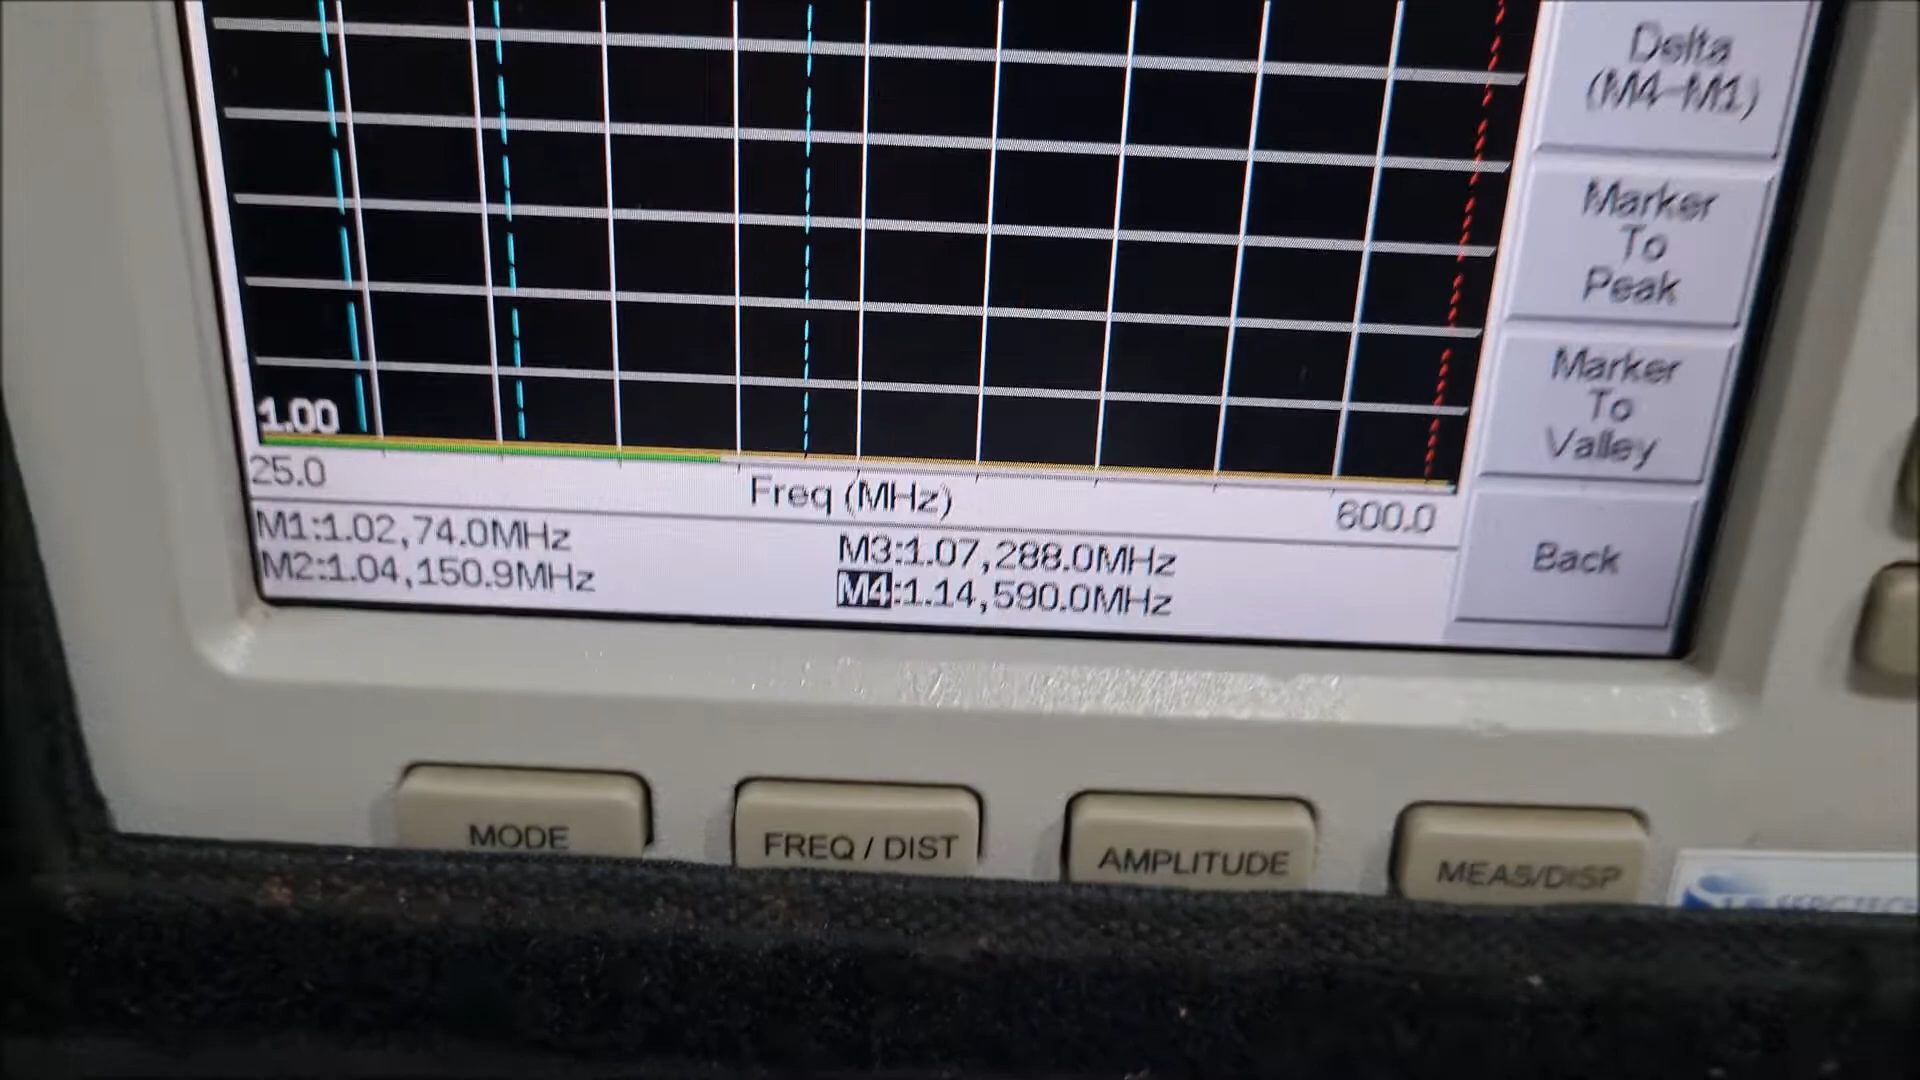 Delta
(M4-M1)
Marker
To
Peak
Marker
To
Valley
Back
1.00
25.0
Freq (MHz)
600.0
M1:1.02,74.0MHz
M2:1.04,150.9MHz
M3:1.07,288.0MHz
M4:1.14,590.0MHz
MODE
FREQ / DIST
AMPLITUDE
MEAS/DISP